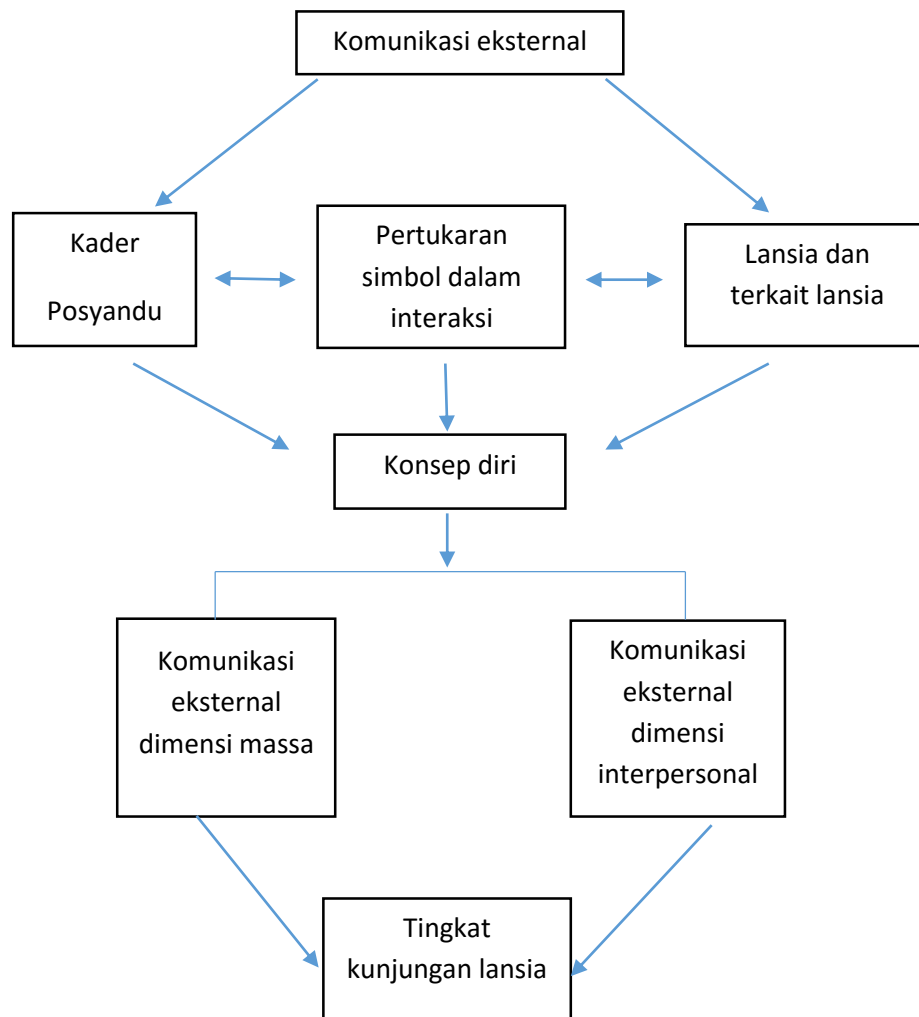 Komunikasi eksternal
Kader
Posyandu
Pertukaran
simbol dalam
interaksi
Lansia dan
terkait lansia
Konsep diri
Komunikasi
eksternal
dimensi massa
Komunikasi
eksternal
dimensi
interpersonal
Tingkat
kunjungan lansia